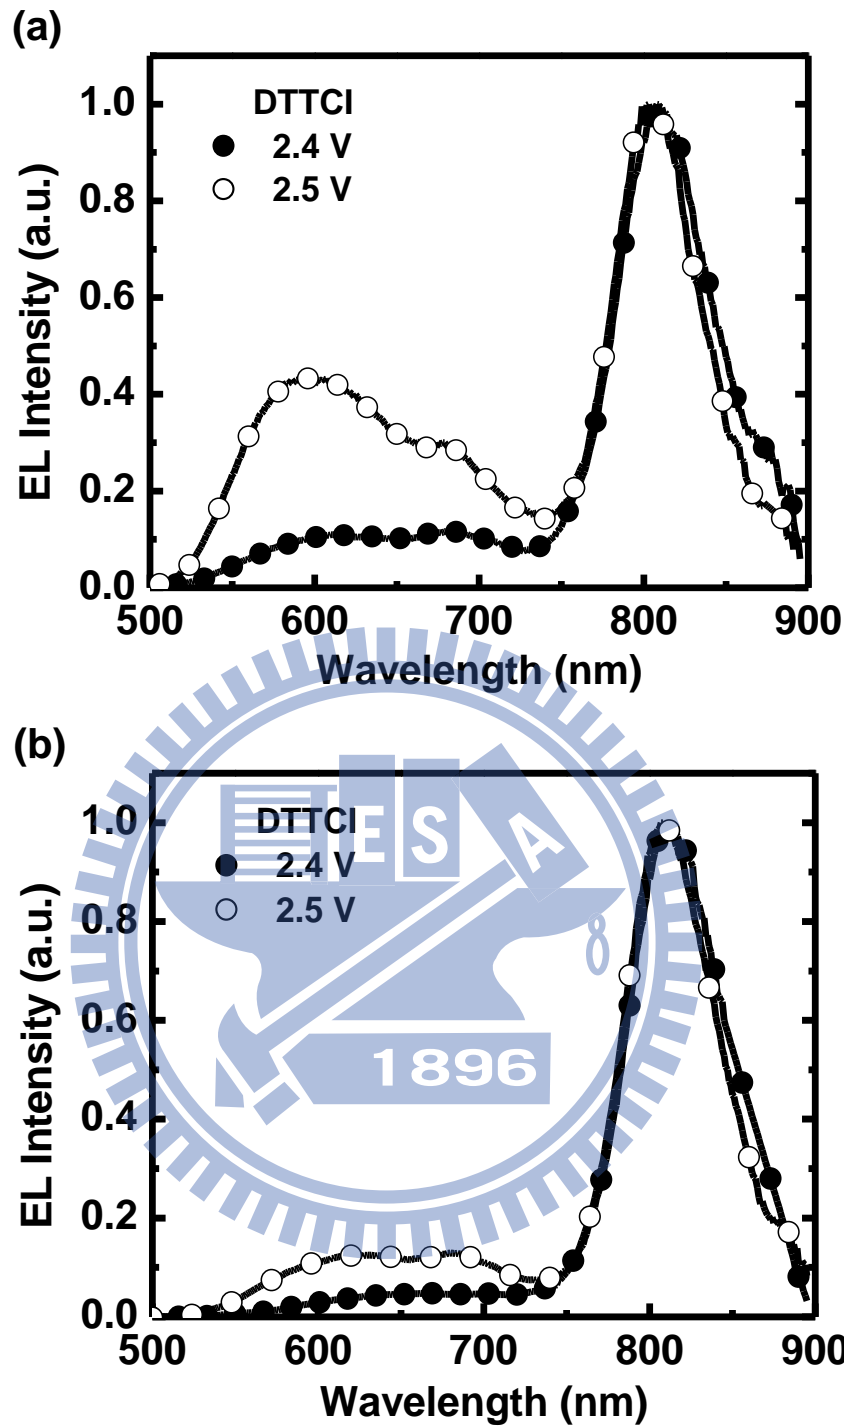 (a)
DTTCI
2.4 V
2.5 V
1.0
0.8
0.6
0.4
0.2
0.0
EL Intensity (a.u.)
500 600 700 800 900
Wavelength (nm)
(b)
DTTCI
2.4 V
2.5 V
1.0
0.8
0.6
0.4
0.2
0.0
EL Intensity (a.u.)
E S A
1896
500 600 700 800 900
Wavelength (nm)